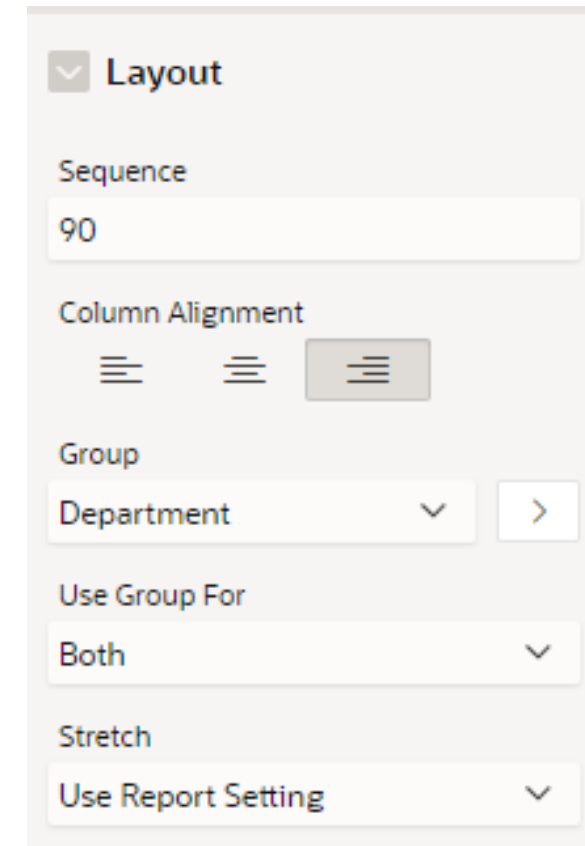 Layout
Sequence
90
Column Alignment
Group
Department
Use Group For
Both
Stretch
Use Report Setting